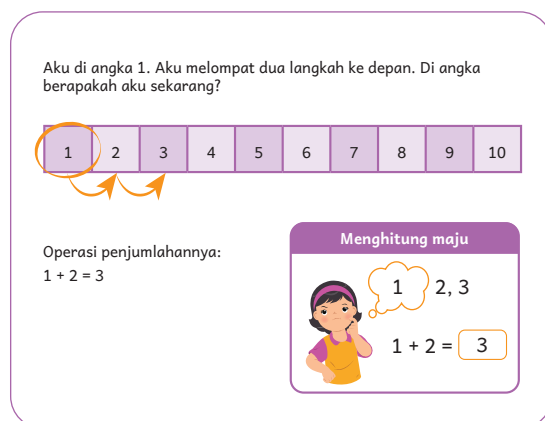 Aku di angka 1. Aku melompat dua langkah ke depan. Di angka
berapakah aku sekarang?
1 2 3 4 5 6 7 8 9 10
Operasi penjumlahannya:
1 + 2 = 3
Menghitung maju
1 2, 3
1 + 2 = 3